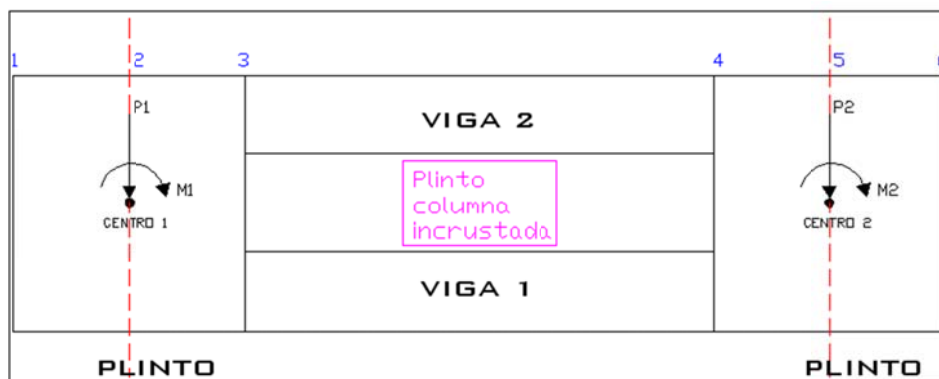 1 2 3 4 5
P1 P2
VIGA 2
M1 M2
Plinto
columna
incrustada
CENTRO 1 CENTRO 2
VIGA 1
PLINTO PLINTO